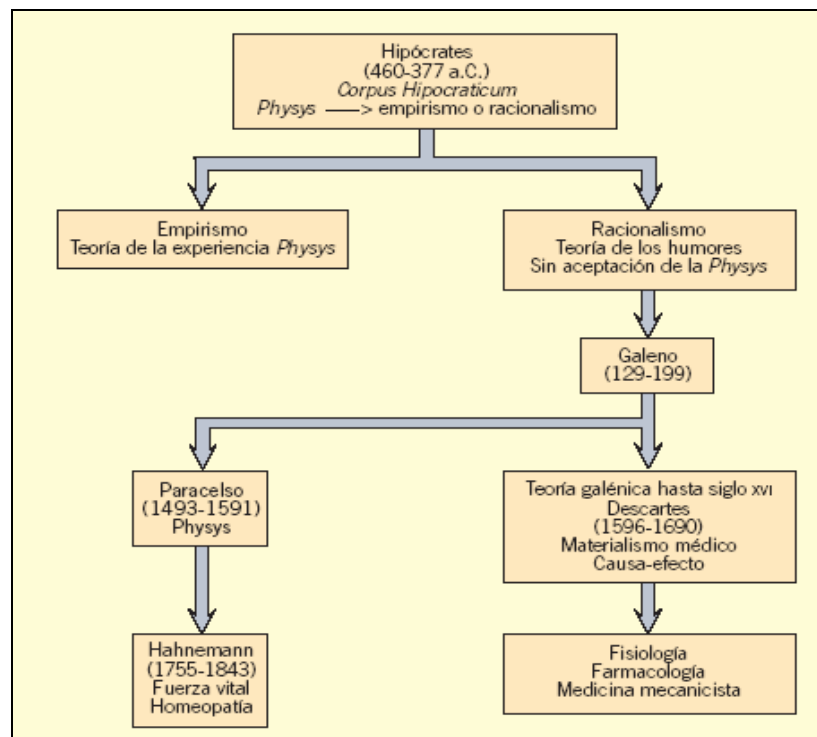 Hipócrates
(460-377 a.C.)
Corpus Hipocraticum
Physys ——> empirismo o racionalismo
Empirismo
Teoría de la experiencia Physys
Racionalismo
Teoría de los humores
Sin aceptación de la Physys
Galeno
(129-199)
Paracelso
(1493-1591)
Physys
Teoría galénica hasta siglo XVI
Descartes
(1596-1690)
Materialismo médico
Causa-efecto
Hahnemann
(1755-1843)
Fuerza vital
Homeopatía
Fisiología
Farmacología
Medicina mecanicista